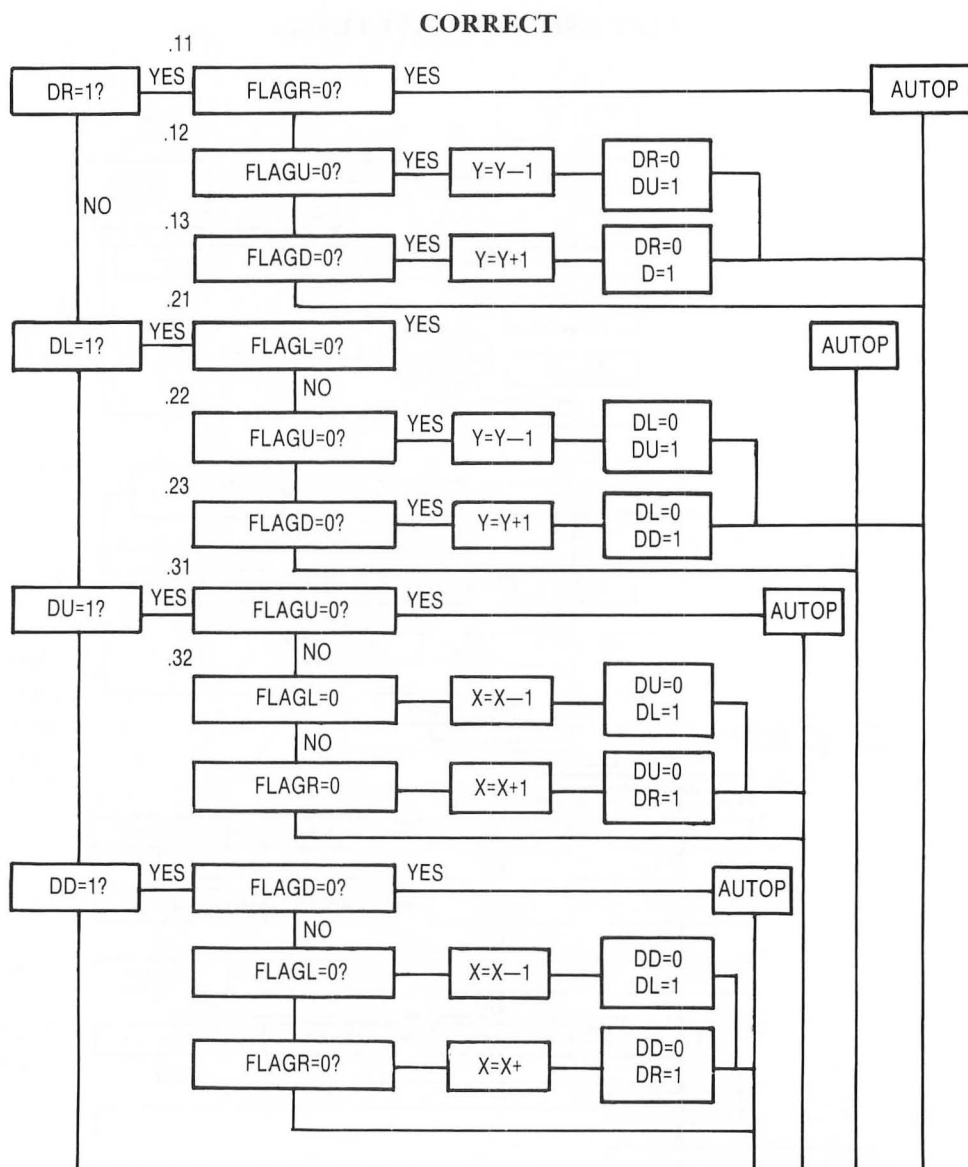 CORRECT
.11
DR=1?
YES
FLAGR=0?
YES
AUTOP
.12
FLAGU=0?
YES
Y=Y—1
DR=0
DU=1
NO
.13
FLAGD=0?
YES
Y=Y+1
DR=0
D=1
.21
DL=1?
YES
FLAGL=0?
YES
AUTOP
NO
.22
FLAGU=0?
YES
Y=Y—1
DL=0
DU=1
.23
FLAGD=0?
YES
Y=Y+1
DL=0
DD=1
.31
DU=1?
YES
FLAGU=0?
YES
AUTOP
NO
.32
FLAGL=0
X=X—1
DU=0
DL=1
NO
FLAGR=0
X=X+1
DU=0
DR=1
DD=1?
YES
FLAGD=0?
YES
AUTOP
NO
FLAGL=0?
X=X—1
DD=0
DL=1
FLAGR=0?
X=X+
DD=0
DR=1